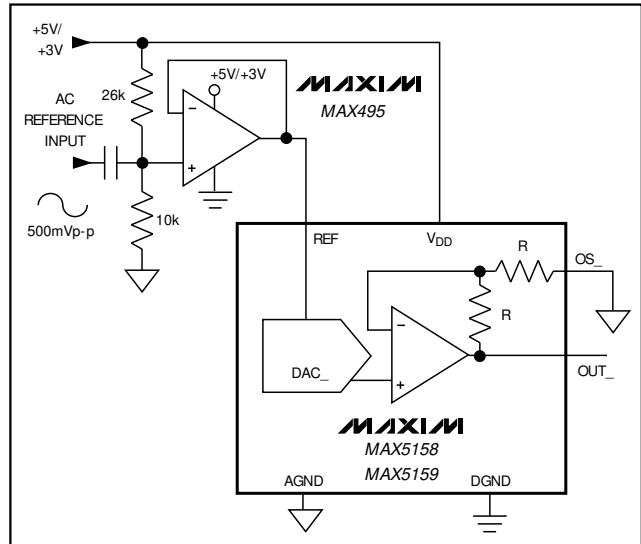 +5V/
+3V
26k
AC
REFERENCE
INPUT
500mVp-p
10k
+5V/+3V
MAXIM
MAX495
−
+
REF
VDD
R
OS_
R
DAC_
−
+
OUT_
MAXIM
MAX5158
MAX5159
AGND
DGND